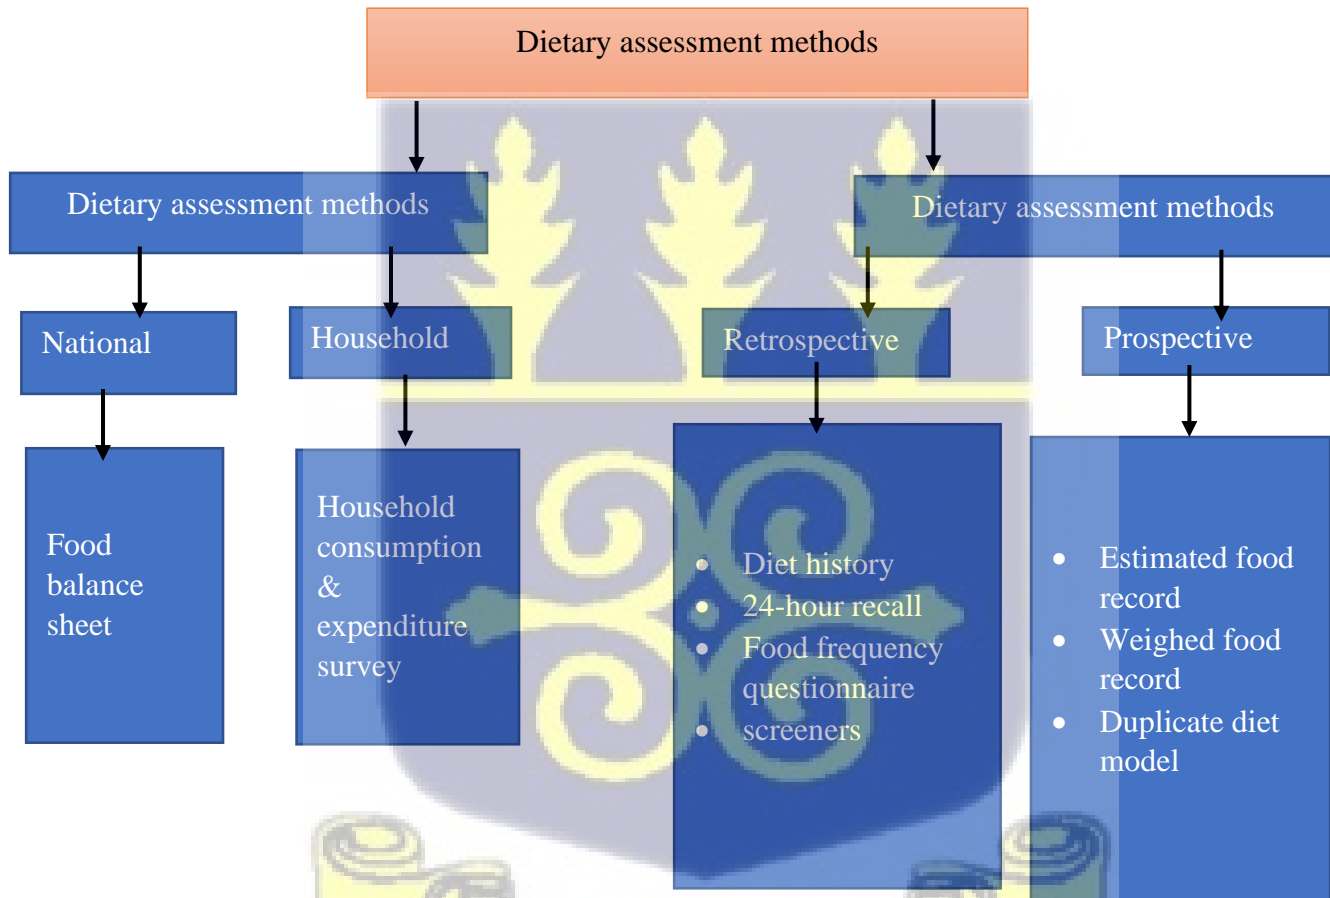 Dietary assessment methods
Dietary assessment methods
Dietary assessment methods
National
Household
Retrospective
Prospective
Food
balance
sheet
Household
consumption
&
expenditure
survey
• Diet history
• 24-hour recall
• Food frequency
questionnaire
• screeners
• Estimated food
record
• Weighed food
record
• Duplicate diet
model